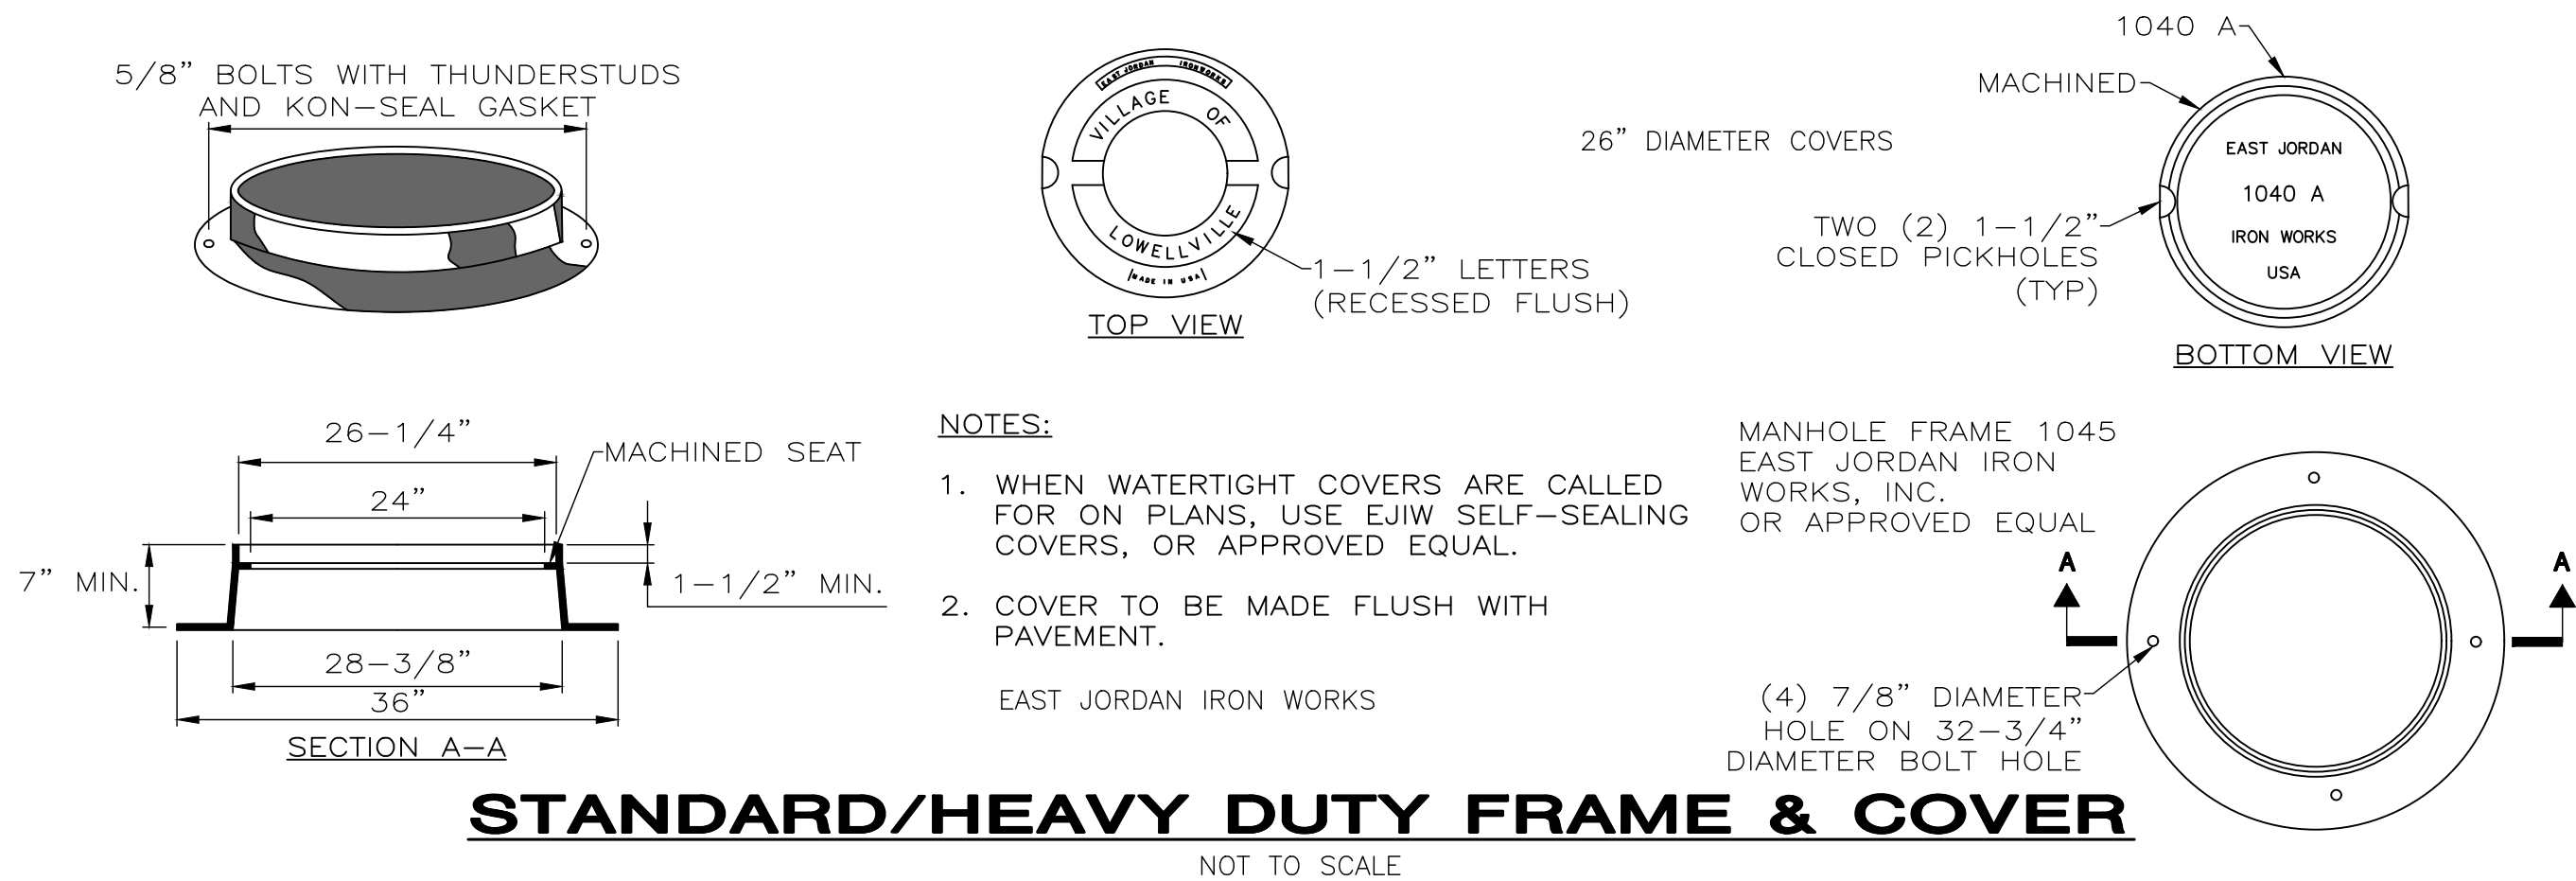 5/8" BOLTS WITH THUNDERSTUDS
AND KON-SEAL GASKET
EAST JORDAN IRONWORKS
VILLAGE OF
LOWELLVILLE
MADE IN USA
1-1/2" LETTERS
(RECESSED FLUSH)
TOP VIEW
26" DIAMETER COVERS
1040 A
MACHINED
EAST JORDAN
1040 A
IRON WORKS
USA
TWO (2) 1-1/2"
CLOSED PICKHOLES
(TYP)
BOTTOM VIEW
26-1/4"
MACHINED SEAT
24"
7" MIN.
1-1/2" MIN.
28-3/8"
36"
SECTION A-A
NOTES:
1. WHEN WATERTIGHT COVERS ARE CALLED
FOR ON PLANS, USE EJIW SELF-SEALING
COVERS, OR APPROVED EQUAL.
2. COVER TO BE MADE FLUSH WITH
PAVEMENT.
EAST JORDAN IRON WORKS
MANHOLE FRAME 1045
EAST JORDAN IRON
WORKS, INC.
OR APPROVED EQUAL
A
A
(4) 7/8" DIAMETER
HOLE ON 32-3/4"
DIAMETER BOLT HOLE
STANDARD/HEAVY DUTY FRAME & COVER
NOT TO SCALE